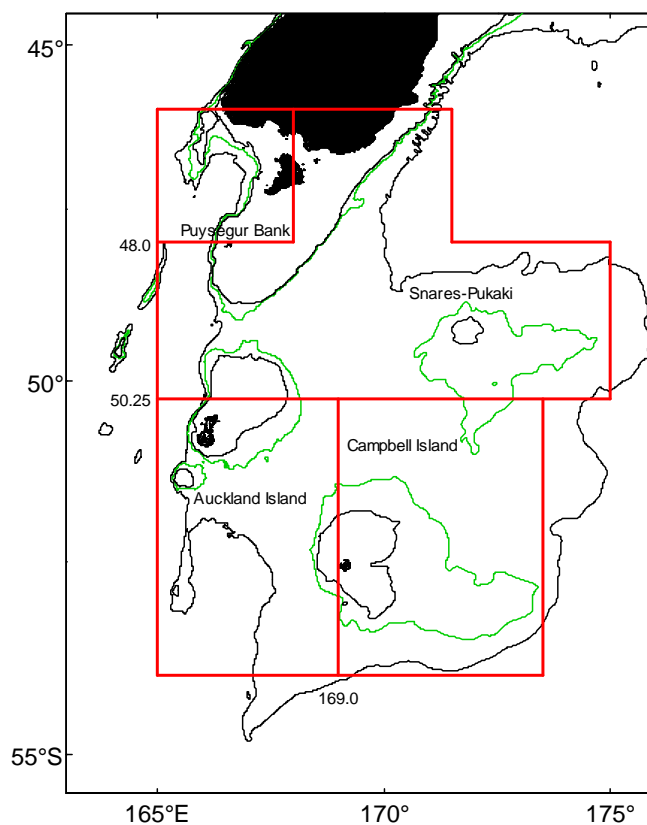 45°
Puysegur Bank
48.0
Snares-Pukaki
50°
50.25
Campbell Island
Auckland Island
169.0
55°S
165°E
170°
175°